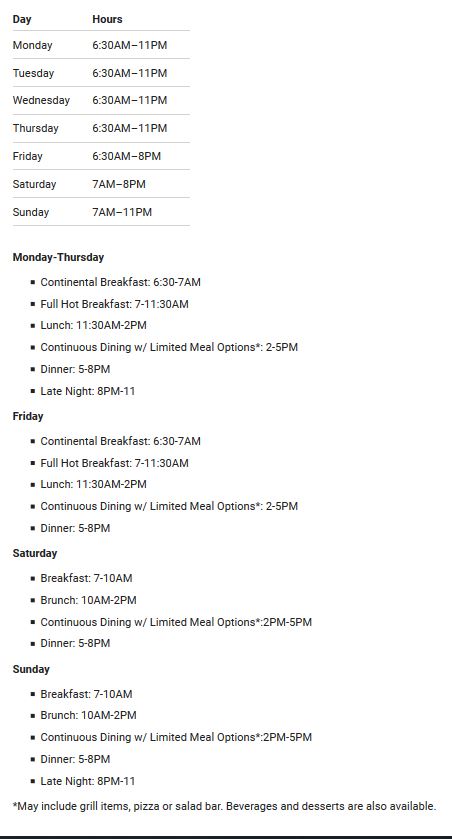 Day Hours
Monday 6:30AM–11PM
Tuesday 6:30AM–11PM
Wednesday 6:30AM–11PM
Thursday 6:30AM–11PM
Friday 6:30AM–8PM
Saturday 7AM–8PM
Sunday 7AM–11PM
Monday-Thursday
▪ Continental Breakfast: 6:30-7AM
▪ Full Hot Breakfast: 7-11:30AM
▪ Lunch: 11:30AM-2PM
▪ Continuous Dining w/ Limited Meal Options*: 2-5PM
▪ Dinner: 5-8PM
▪ Late Night: 8PM-11
Friday
▪ Continental Breakfast: 6:30-7AM
▪ Full Hot Breakfast: 7-11:30AM
▪ Lunch: 11:30AM-2PM
▪ Continuous Dining w/ Limited Meal Options*: 2-5PM
▪ Dinner: 5-8PM
Saturday
▪ Breakfast: 7-10AM
▪ Brunch: 10AM-2PM
▪ Continuous Dining w/ Limited Meal Options*:2PM-5PM
▪ Dinner: 5-8PM
Sunday
▪ Breakfast: 7-10AM
▪ Brunch: 10AM-2PM
▪ Continuous Dining w/ Limited Meal Options*:2PM-5PM
▪ Dinner: 5-8PM
▪ Late Night: 8PM-11
*May include grill items, pizza or salad bar. Beverages and desserts are also available.